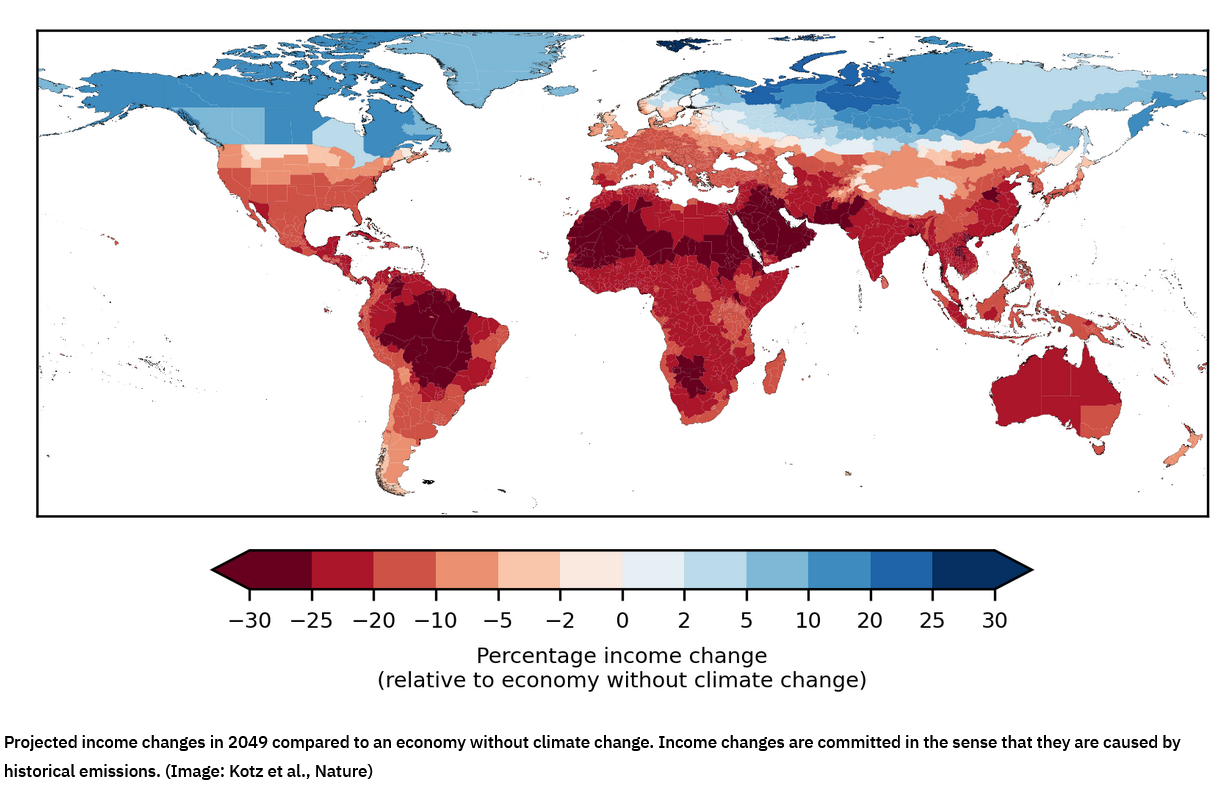 −30 −25 −20 −10 −5 −2 0 2 5 10 20 25 30
Percentage income change
(relative to economy without climate change)
Projected income changes in 2049 compared to an economy without climate change. Income changes are committed in the sense that they are caused by
historical emissions. (Image: Kotz et al., Nature)